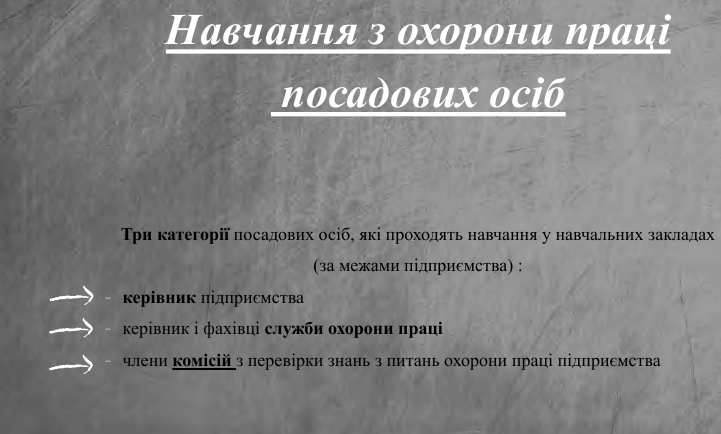 Навчання з охорони праці
посадових осіб
Три категорії посадових осіб, які проходять навчання у навчальних закладах
(за межами підприємства) :
- керівник підприємства
- керівник і фахівці служби охорони праці
- члени комісій з перевірки знань з питань охорони праці підприємства